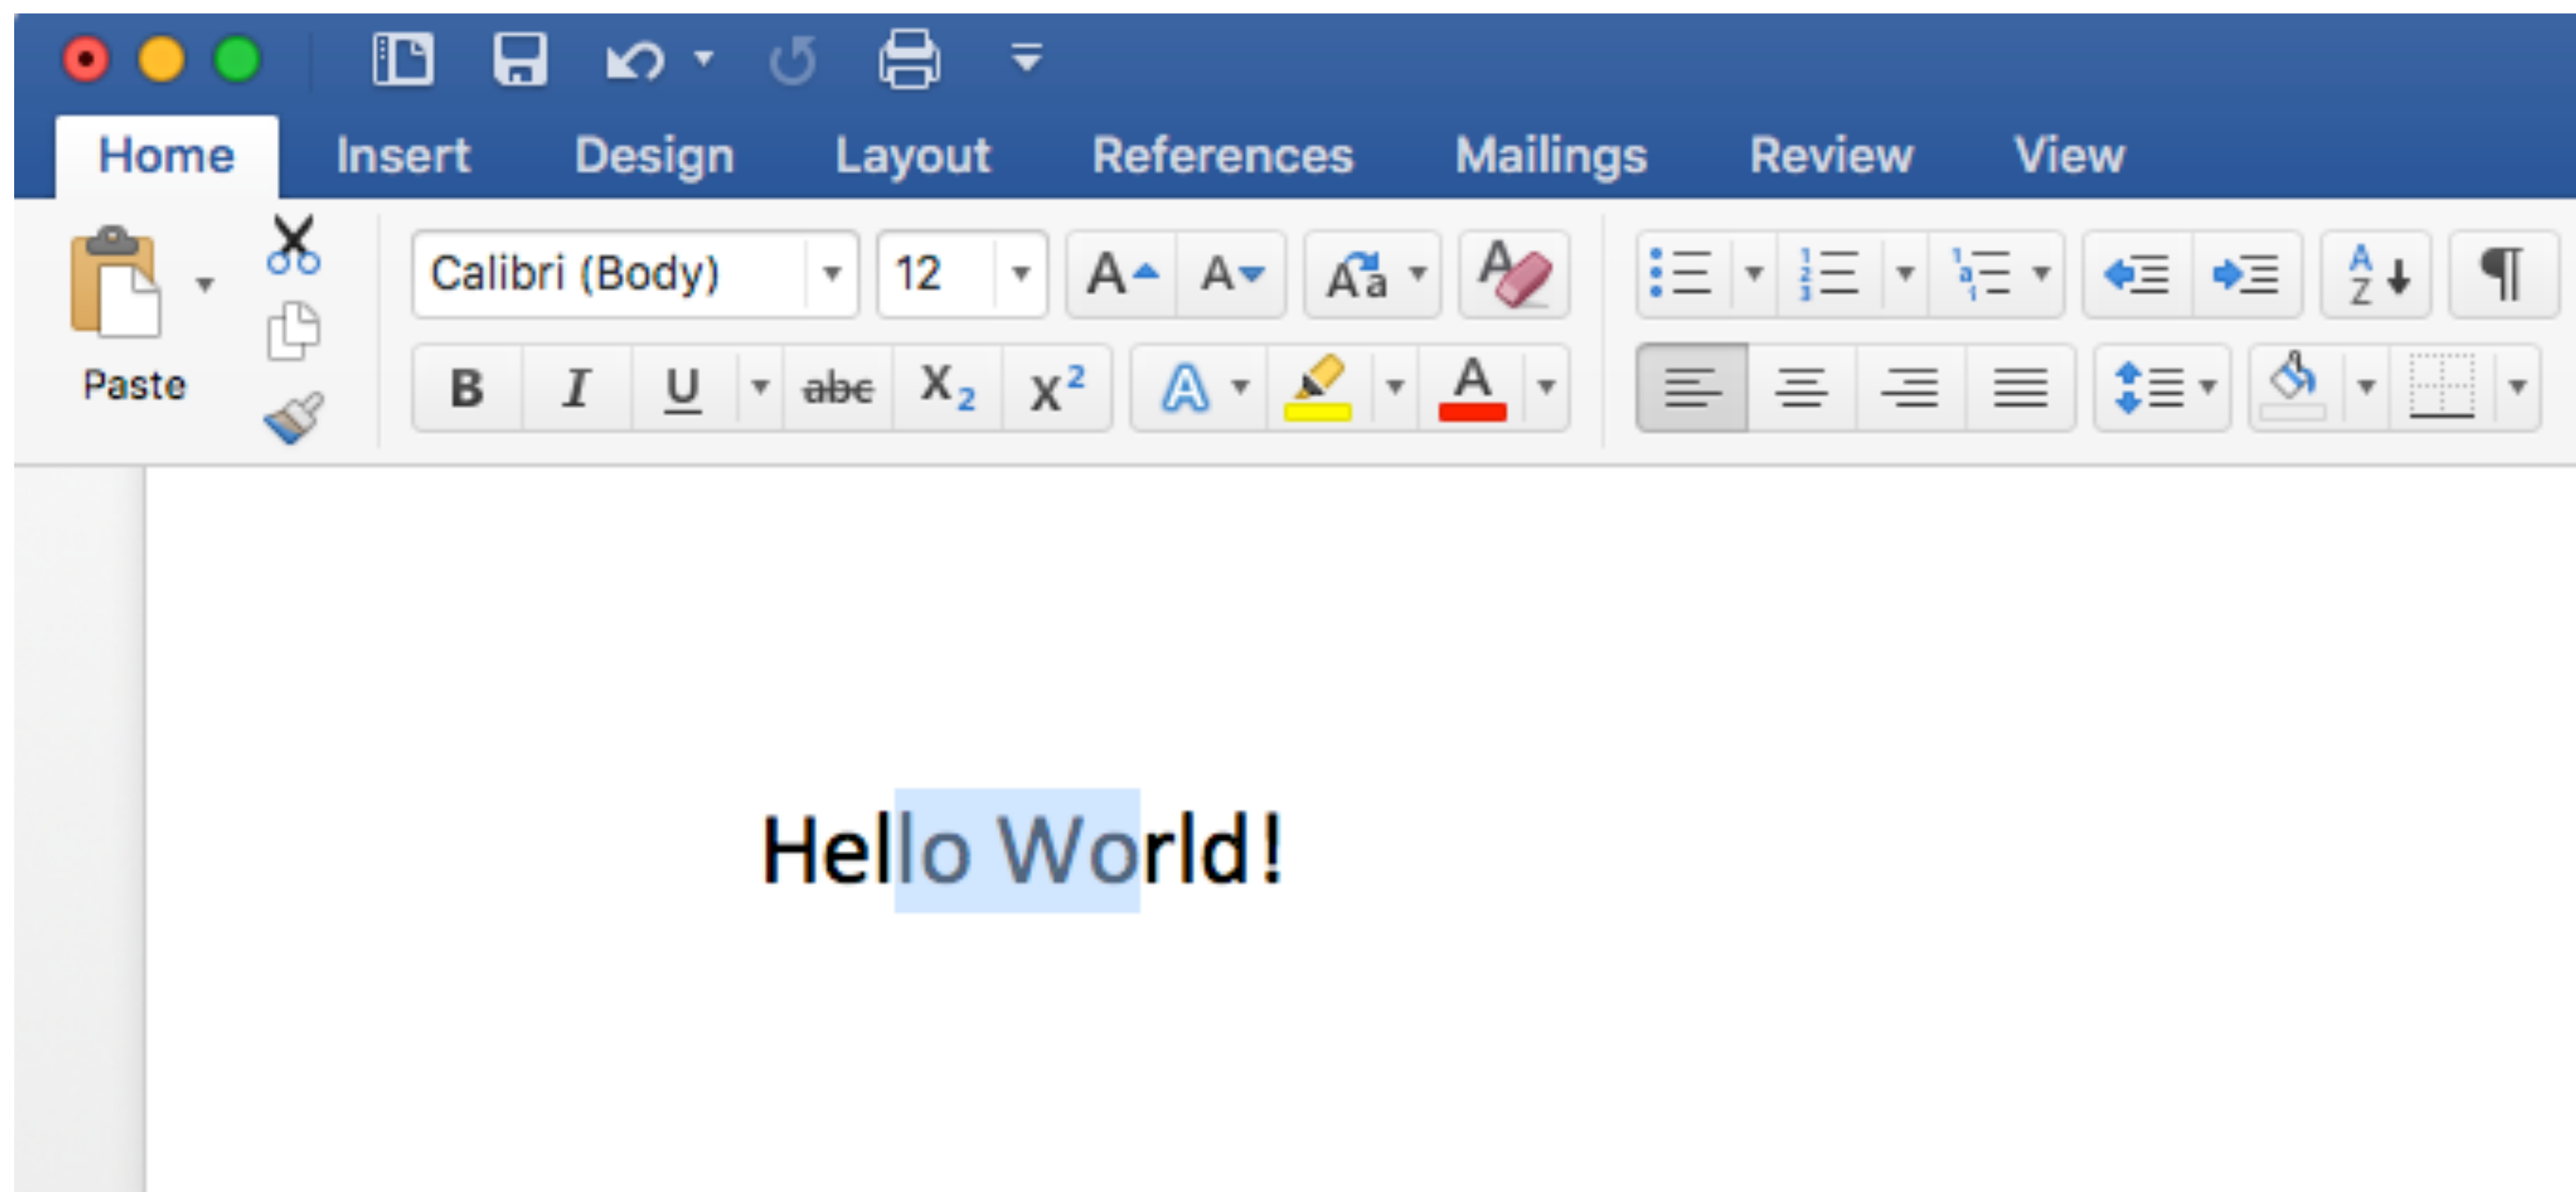 Home Insert Design Layout References Mailings Review View
Paste
Calibri (Body) 12
B I U abc X₂ X²
Hello World!